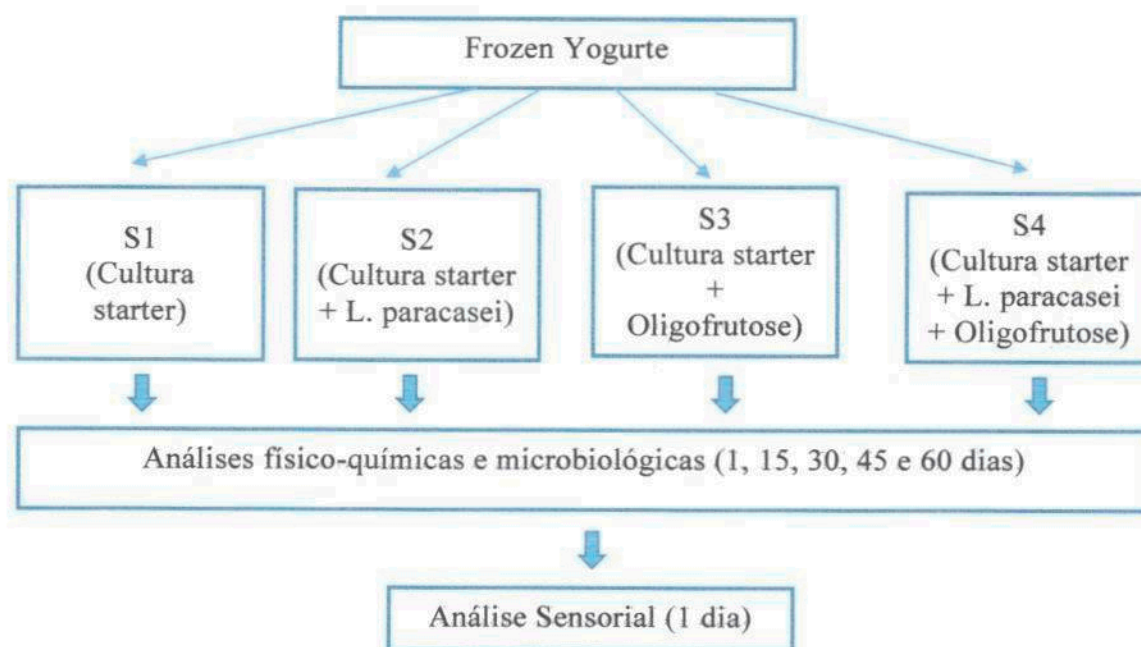 Frozen Yogurte
S1
(Cultura
starter)
S2
(Cultura starter
+ L. paracasei)
S3
(Cultura starter
+
Oligofrutose)
S4
(Cultura starter
+ L. paracasei
+ Oligofrutose)
Análises físico-químicas e microbiológicas (1, 15, 30, 45 e 60 dias)
Análise Sensorial (1 dia)